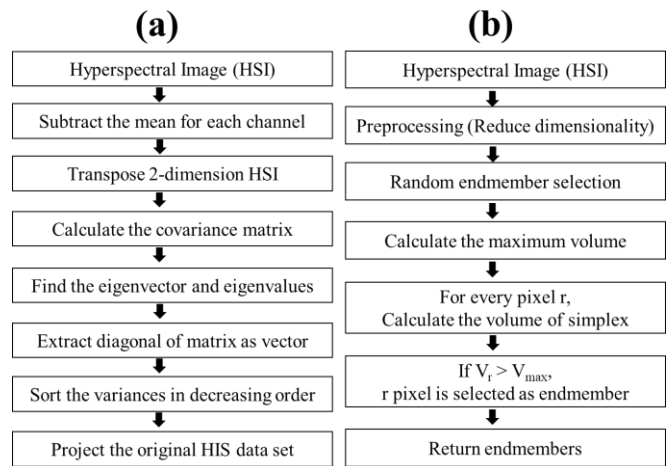 (a)
Hyperspectral Image (HSI)
Subtract the mean for each channel
Transpose 2-dimension HSI
Calculate the covariance matrix
Find the eigenvector and eigenvalues
Extract diagonal of matrix as vector
Sort the variances in decreasing order
Project the original HIS data set
(b)
Hyperspectral Image (HSI)
Preprocessing (Reduce dimensionality)
Random endmember selection
Calculate the maximum volume
For every pixel r,
Calculate the volume of simplex
If Vr > Vmax,
r pixel is selected as endmember
Return endmembers